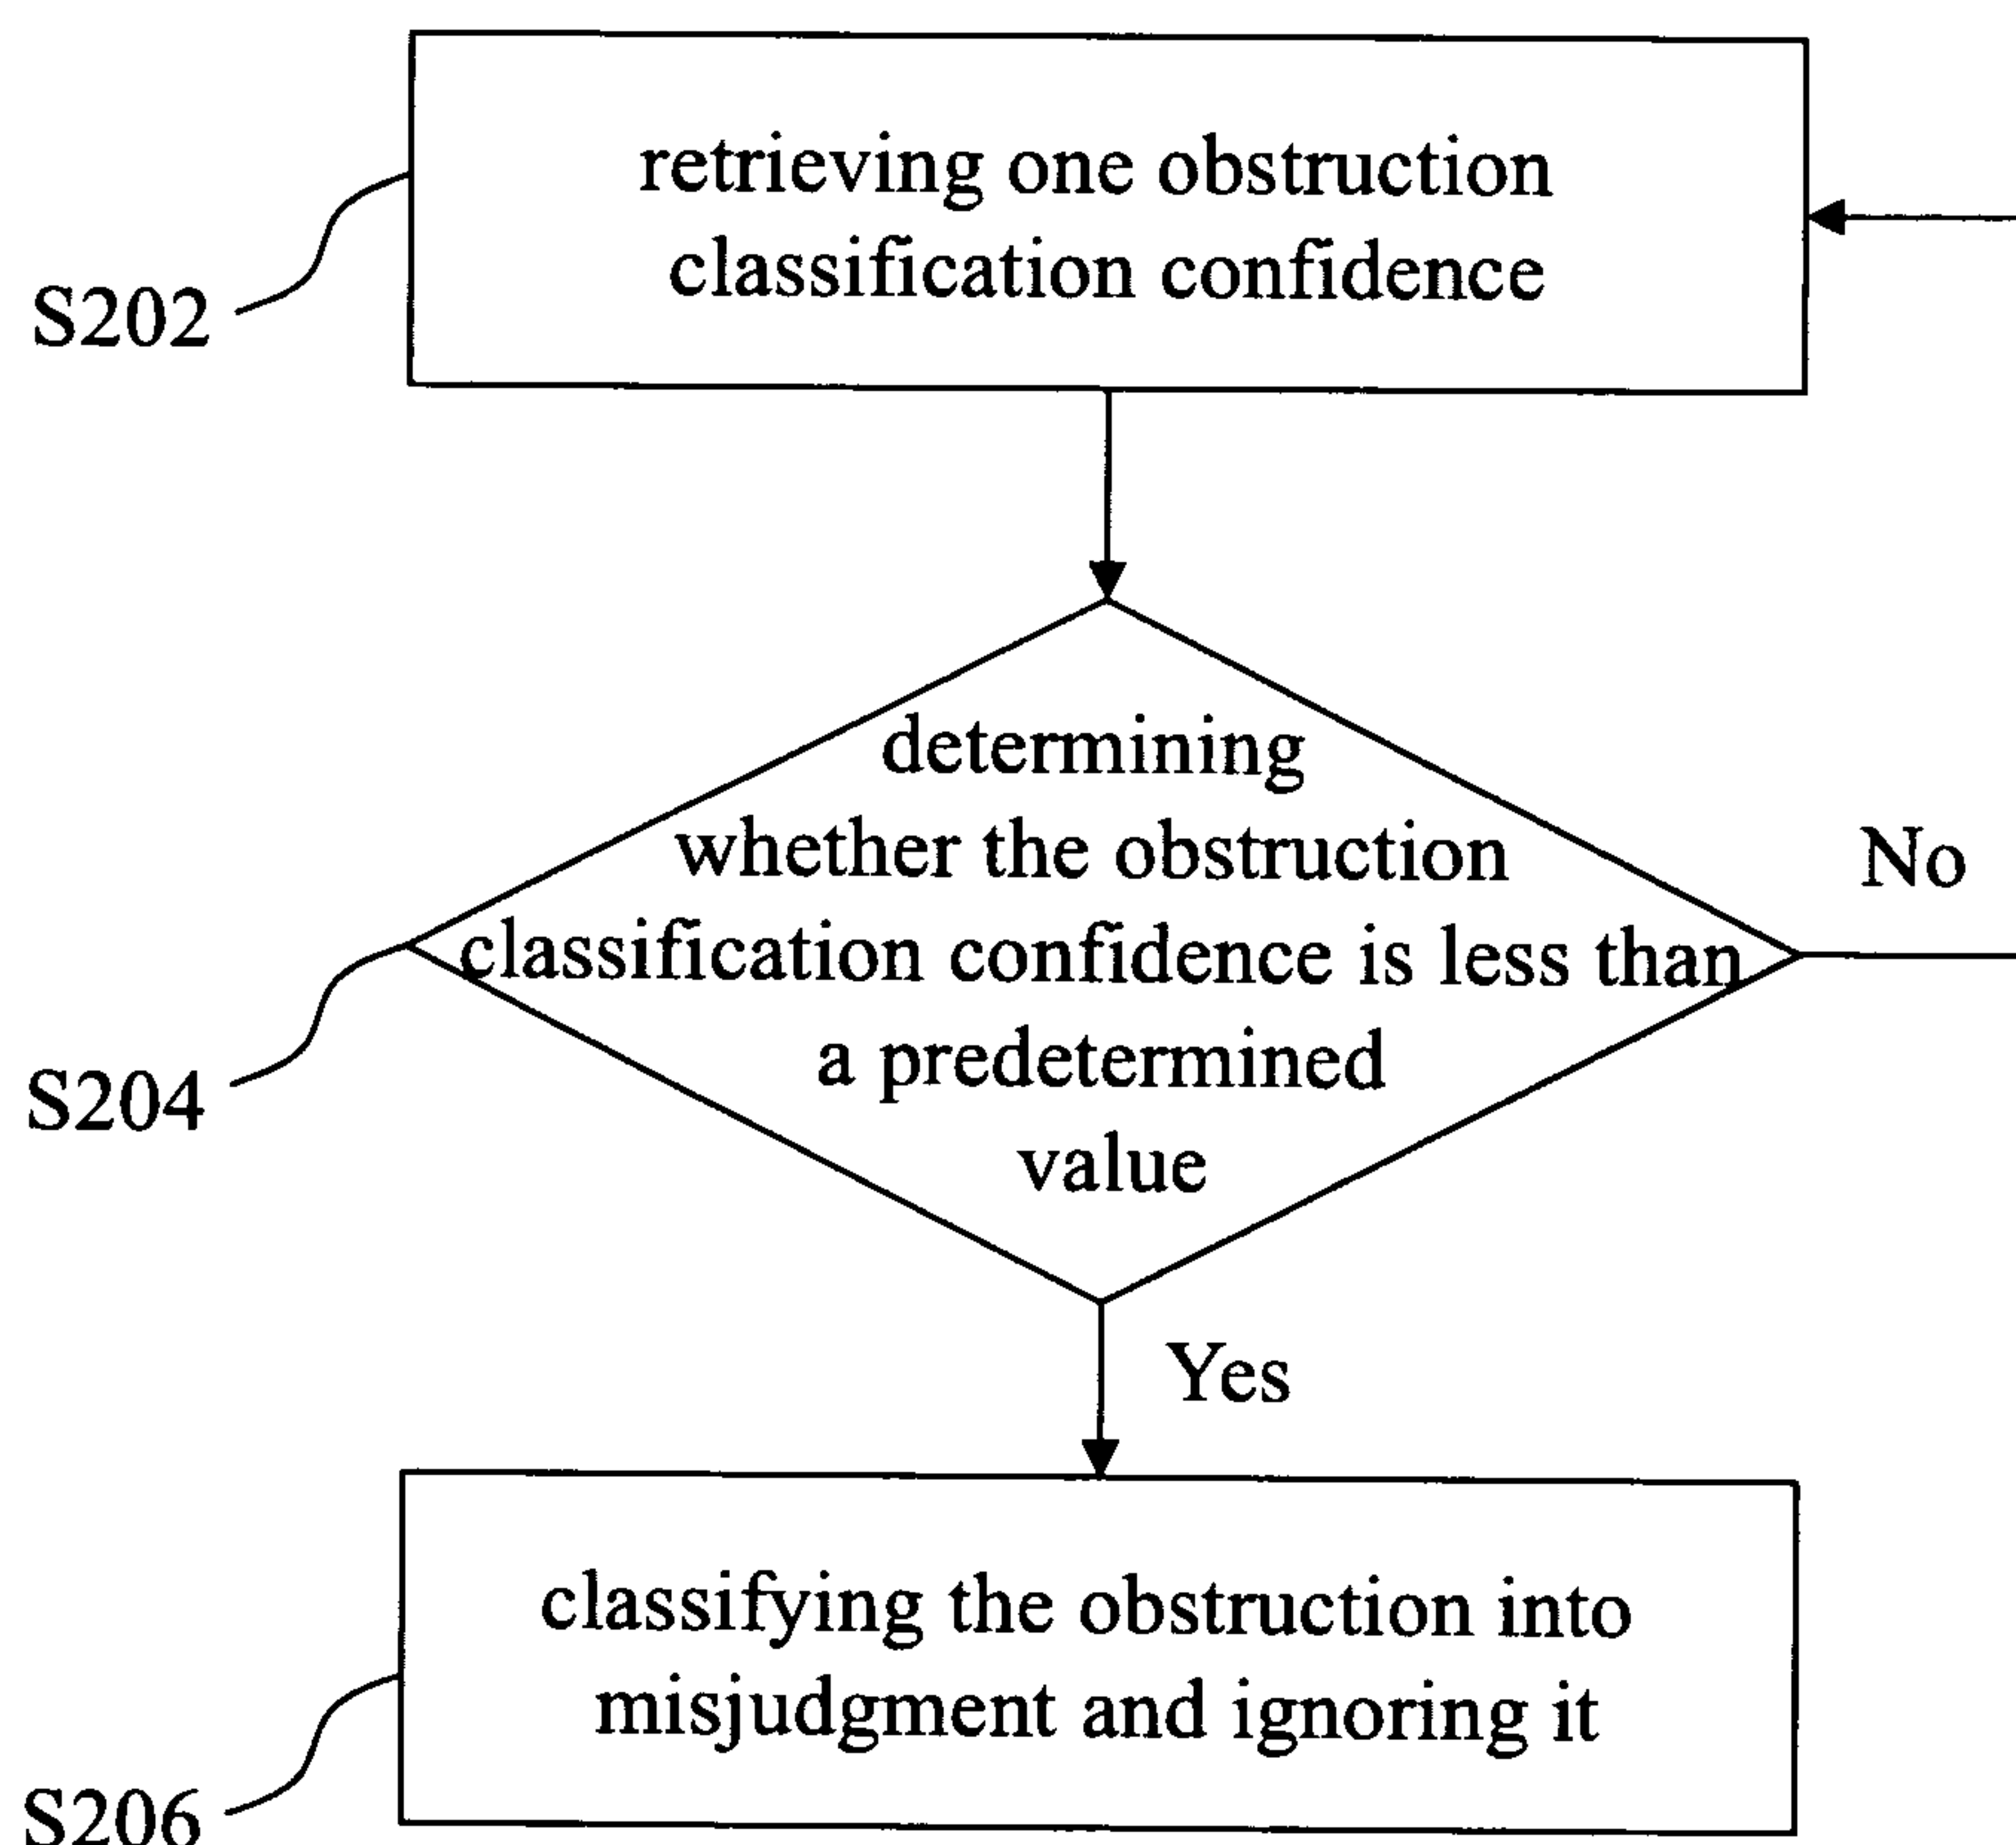 retrieving one obstruction
classification confidence
S202
determining
whether the obstruction
classification confidence is less than
a predetermined
value
No
S204
Yes
classifying the obstruction into
misjudgment and ignoring it
S206